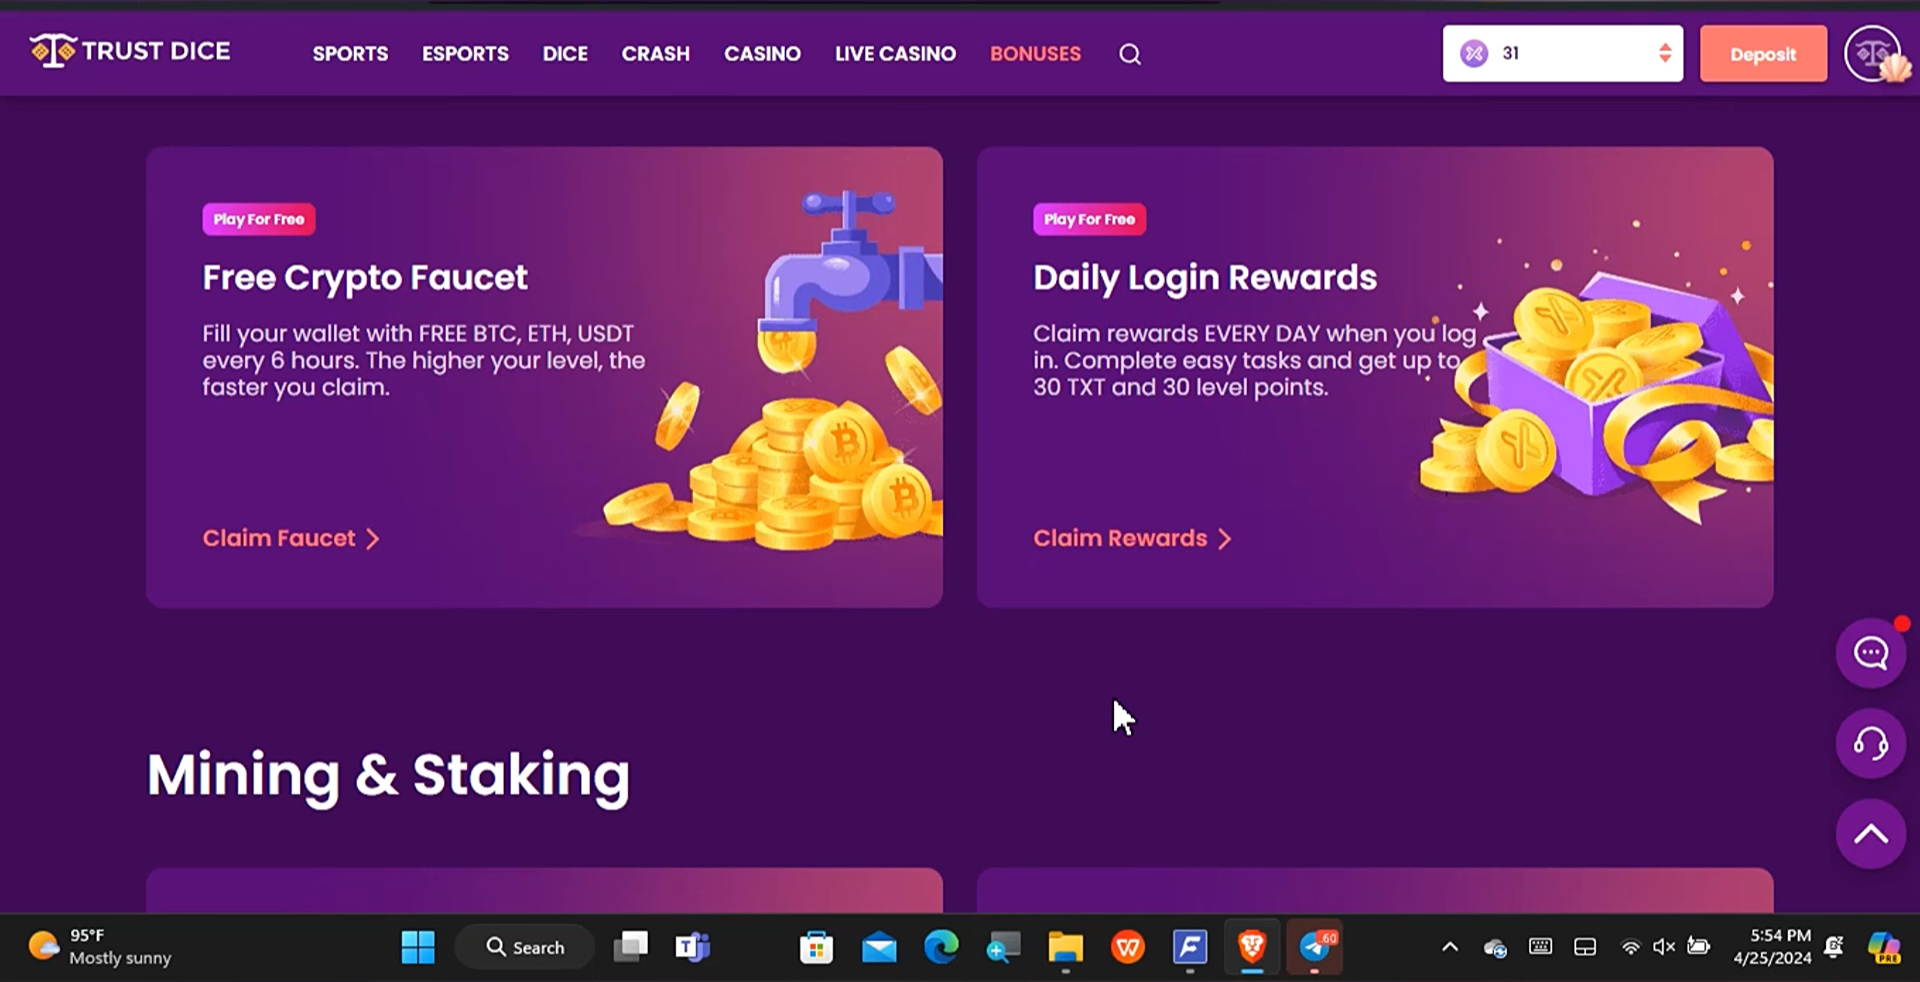 TRUST DICE
SPORTS
ESPORTS
DICE
CRASH
CASINO
LIVE CASINO
BONUSES
31
Deposit
Play For Free
Free Crypto Faucet
Fill your wallet with FREE BTC, ETH, USDT
every 6 hours. The higher your level, the
faster you claim.
Claim Faucet
Play For Free
Daily Login Rewards
Claim rewards EVERY DAY when you log
in. Complete easy tasks and get up to
30 TXT and 30 level points.
Claim Rewards
Mining & Staking
95°F
Mostly sunny
Search
60
5:54 PM
4/25/2024
PRE